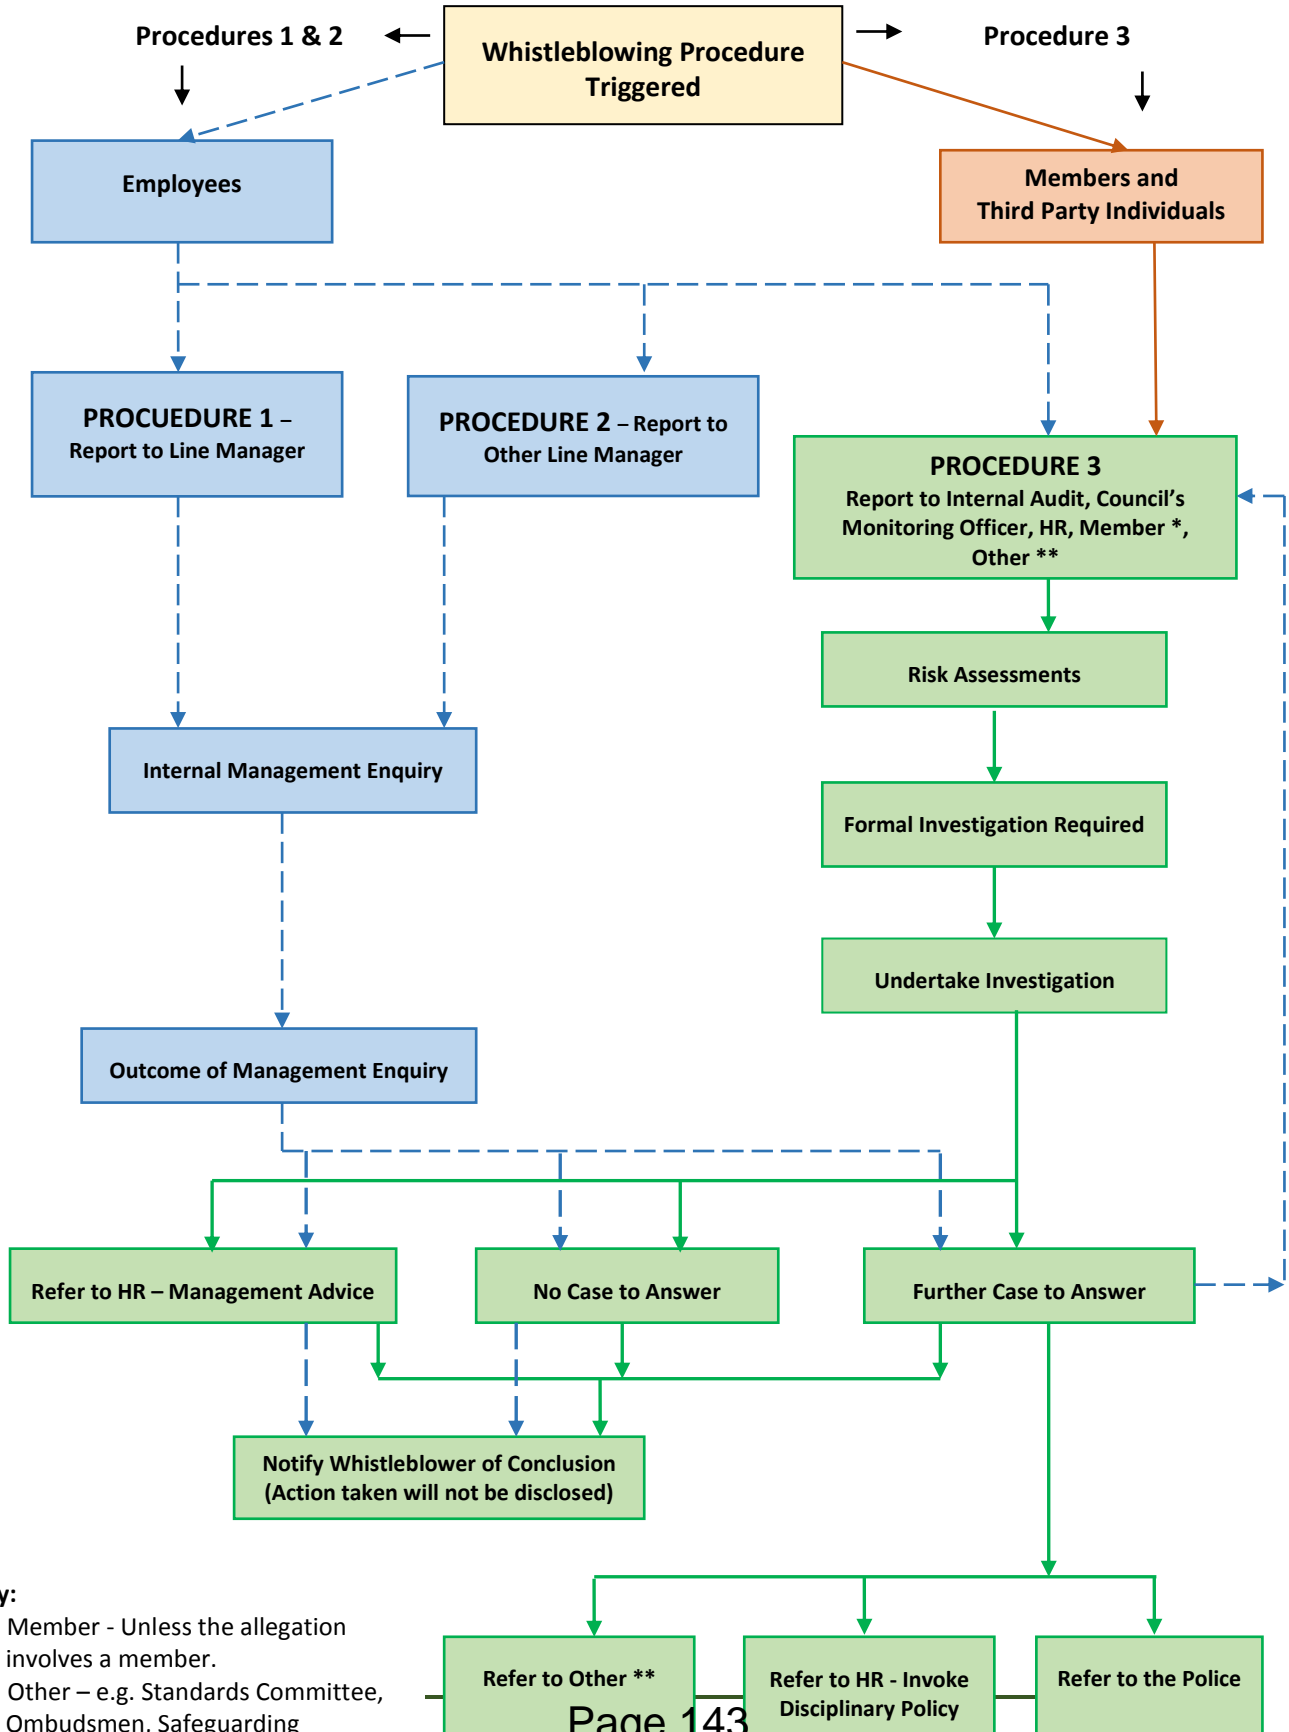 Procedures 1 & 2
Whistleblowing Procedure
Triggered
Procedure 3
Employees
Members and
Third Party Individuals
PROCUEDURE 1 –
Report to Line Manager
PROCEDURE 2 – Report to
Other Line Manager
PROCEDURE 3
Report to Internal Audit, Council’s
Monitoring Officer, HR, Member *,
Other **
Risk Assessments
Internal Management Enquiry
Formal Investigation Required
Undertake Investigation
Outcome of Management Enquiry
Refer to HR – Management Advice
No Case to Answer
Further Case to Answer
Notify Whistleblower of Conclusion
(Action taken will not be disclosed)
y:
Member - Unless the allegation
involves a member.
Other – e.g. Standards Committee,
Ombudsmen, Safeguarding
Refer to Other **
Refer to HR - Invoke
Disciplinary Policy
Refer to the Police
Page 143